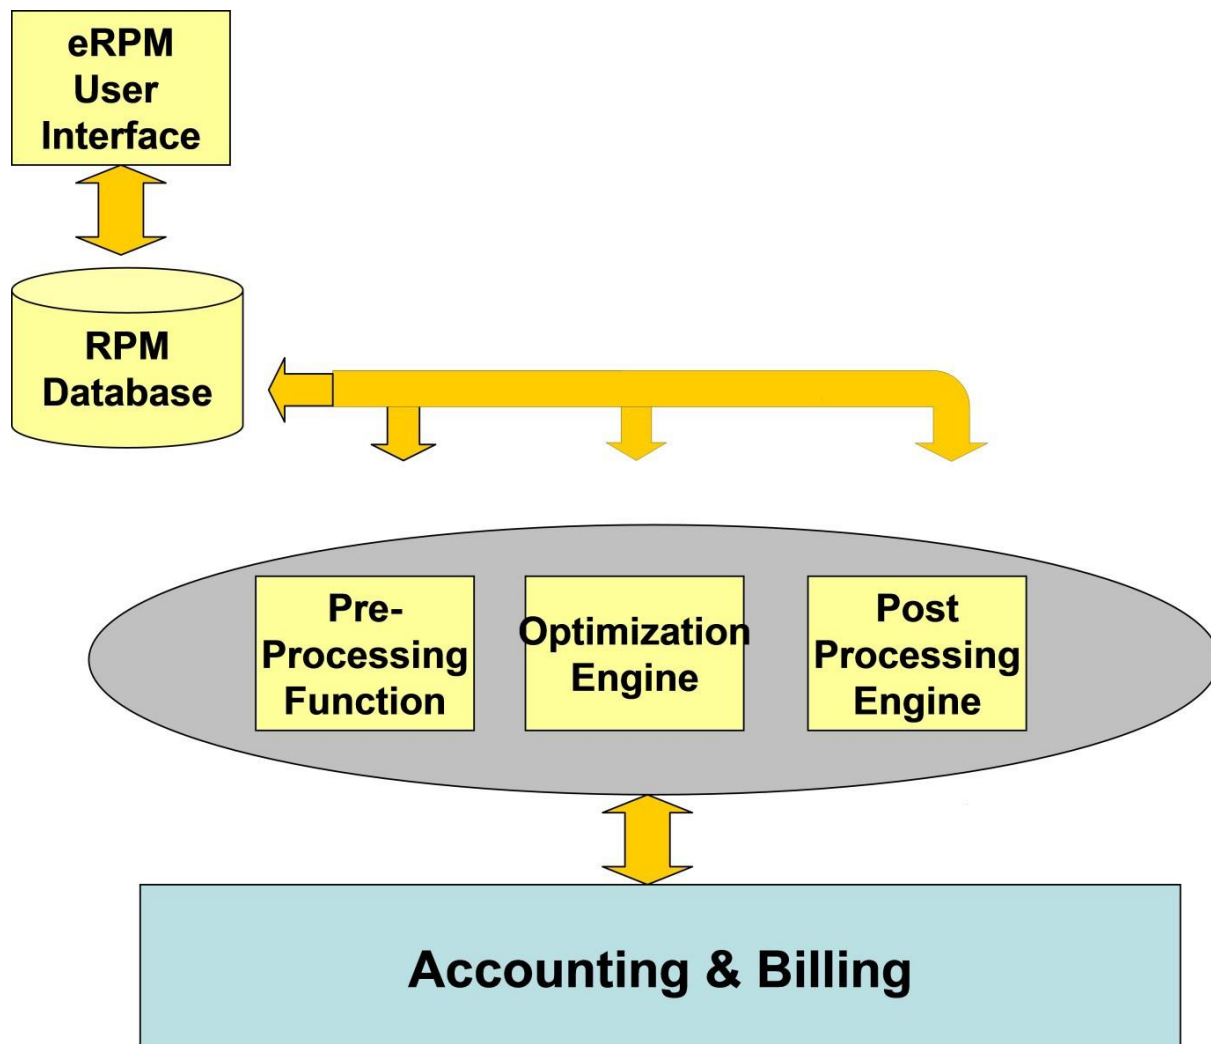 eRPM
User
Interface
RPM
Database
Pre-
Processing
Function
Optimization
Engine
Post
Processing
Engine
Accounting & Billing